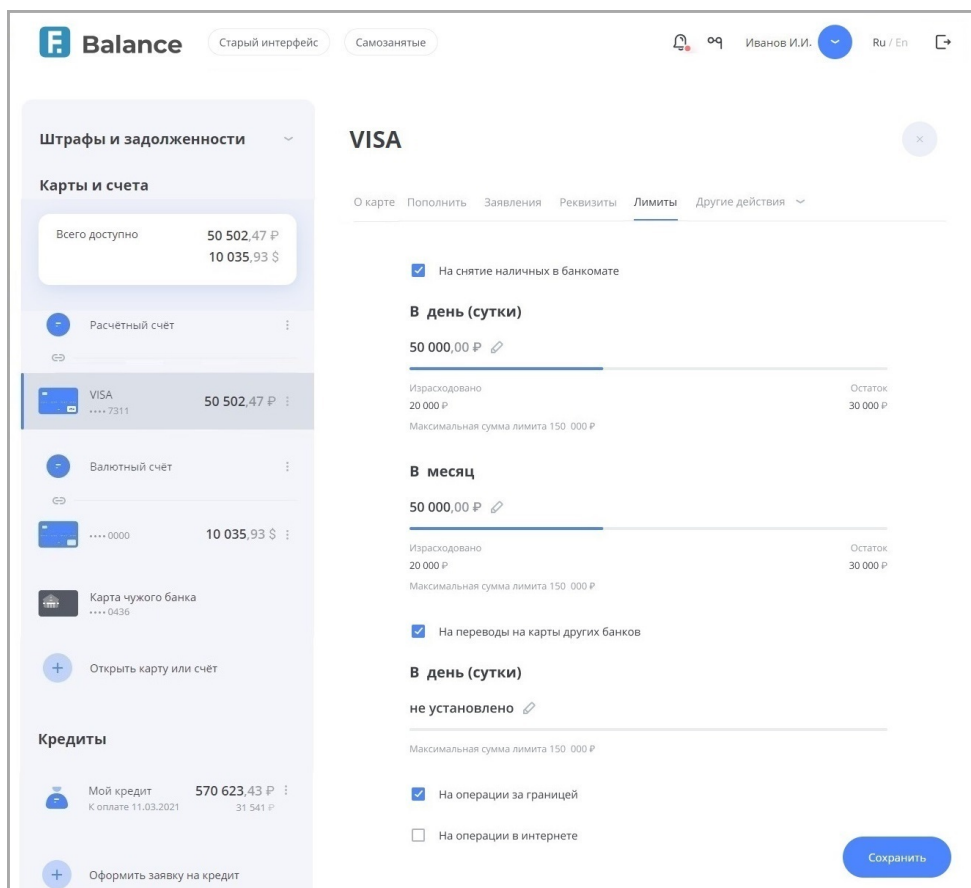 F. Balance Старый интерфейс Самозанятые Иванов И.И. Ru / En
Штрафы и задолженности
Карты и счета
Всего доступно 50 502,47 ₽
10 035,93 $
Расчётный счёт
VISA 50 502,47 ₽
•••• 7311
Валютный счёт
•••• 0000 10 035,93 $
Карта чужого банка
•••• 0436
Открыть карту или счёт
Кредиты
Мой кредит 570 623,43 ₽
К оплате 11.03.2021 31 541 ₽
Оформить заявку на кредит
VISA
О карте Пополнить Заявления Реквизиты Лимиты Другие действия
На снятие наличных в банкомате
В день (сутки)
50 000,00 ₽
Израсходовано Остаток
20 000 ₽ 30 000 ₽
Максимальная сумма лимита 150 000 ₽
В месяц
50 000,00 ₽
Израсходовано Остаток
20 000 ₽ 30 000 ₽
Максимальная сумма лимита 150 000 ₽
На переводы на карты других банков
В день (сутки)
не установлено
Максимальная сумма лимита 150 000 ₽
На операции за границей
На операции в интернете
Сохранить